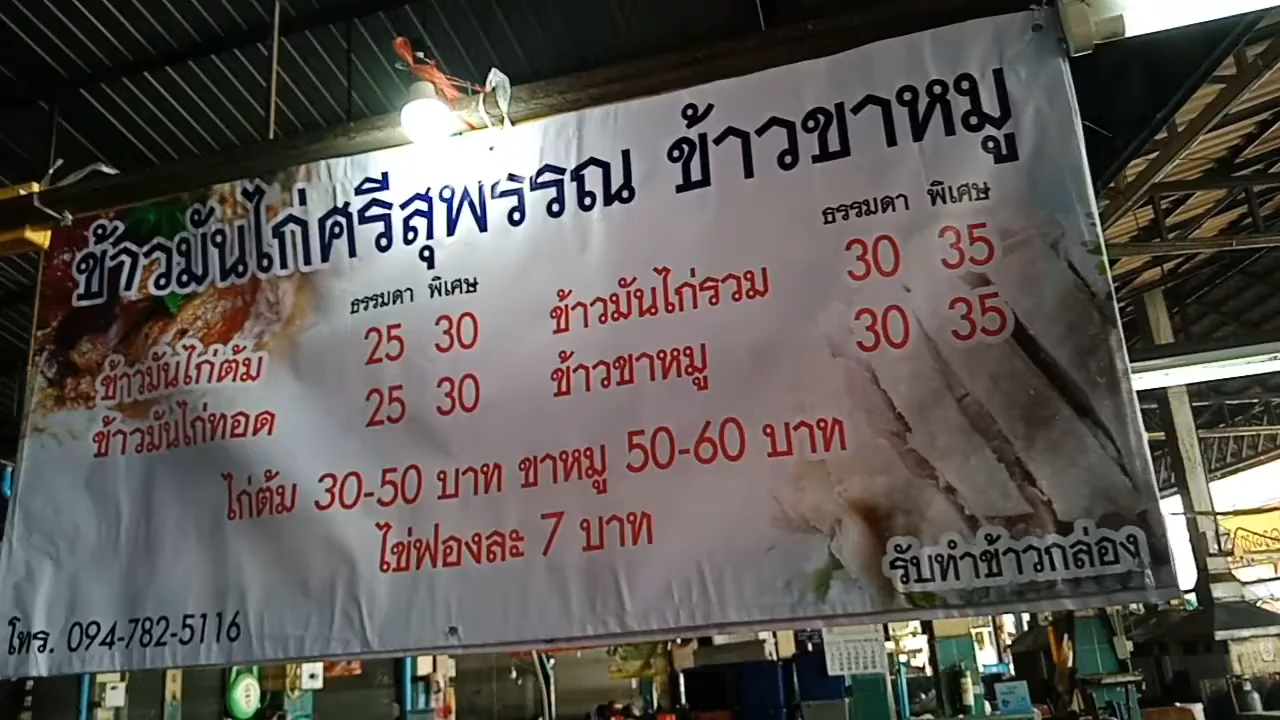 ข้าวมันไก่ศรีสุพรรณ ข้าวขาหมู
ธรรมดา พิเศษ
ข้าวมันไก่ต้ม 25 30
ข้าวมันไก่ทอด 25 30
ธรรมดา พิเศษ
ข้าวมันไก่รวม 30 35
ข้าวขาหมู 30 35
ไก่ต้ม 30-50 บาท ขาหมู 50-60 บาท
ไข่ฟองละ 7 บาท
รับทำข้าวกล่อง
โทร. 094-782-5116